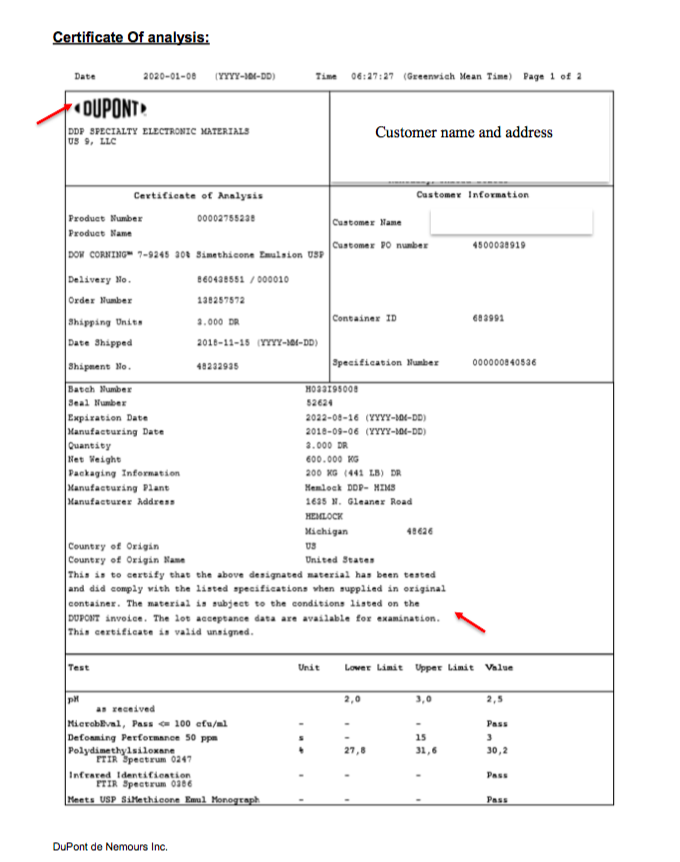 Certificate Of analysis:
Date 2020-01-08 (YYYY-MM-DD) Time 06:27:27 (Greenwich Mean Time) Page 1 of 2
DUPONT
DDP SPECIALTY ELECTRONIC MATERIALS
US 9, LLC
Customer name and address
Certificate of Analysis
Customer Information
Product Number 00002755238
Product Name
DOW CORNING™ 7-9245 30% Simethicone Emulsion USP
Delivery No. 860438551 /000010
Order Number 138257572
Shipping Units 3.000 DR
Date Shipped 2018-11-15 (YYYY-MM-DD)
Shipment No. 48232935
Customer Name
Customer PO number 4500038919
Container ID 683991
Specification Number 000000840536
Batch Number H033I98008
Seal Number 52624
Expiration Date 2022-08-16 (YYYY-MM-DD)
Manufacturing Date 2018-09-06 (YYYY-MM-DD)
Quantity 3.000 DR
Net Weight 600.000 KG
Packaging Information 200 KG (441 LB) DR
Manufacturing Plant Hemlock DDP- HIMS
Manufacturer Address 1635 N. Gleaner Road
HEMLOCK
Michigan 48626
Country of Origin US
Country of Origin Name United States
This is to certify that the above designated material has been tested
and did comply with the listed specifications when supplied in original
container. The material is subject to the conditions listed on the
DUPONT invoice. The lot acceptance data are available for examination.
This certificate is valid unsigned.
Test Unit Lower Limit Upper Limit Value
pH 2,0 3,0 2,5
as received
MicrobEval, Pass <= 100 cfu/ml - - - Pass
Defoaming Performance 50 ppm s - 15 3
Polydimethylsiloxane % 27,8 31,6 30,2
FTIR Spectrum 0247
Infrared Identification - - - Pass
FTIR Spectrum 0386
Meets USP SiMethicone Emul Monograph - - - Pass
DuPont de Nemours Inc.